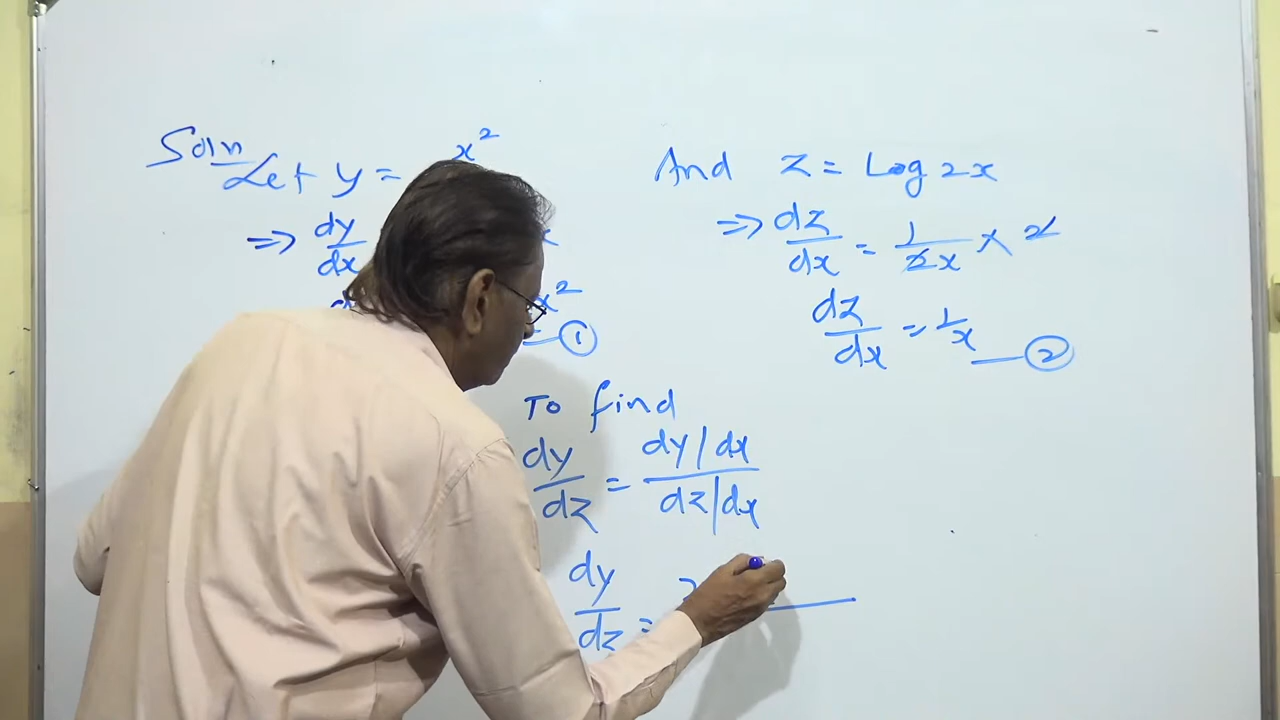 Soln
Let y = x²
⇒ dy/dx
x²
①
And z = Log 2x
⇒ dz/dx = 1/2x × 2
dz/dx = 1/x — ②
To find
dy/dz = dy/dx / dz/dx
dy/dz =